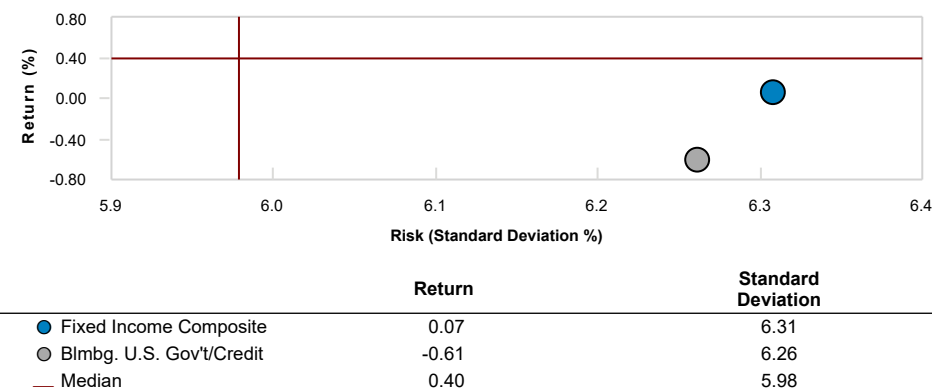 0.80
0.40
0.00
-0.40
-0.80
Return (%)
5.9 6.0 6.1 6.2 6.3 6.4
Risk (Standard Deviation %)
Return Standard Deviation
Fixed Income Composite 0.07 6.31
Blmbg. U.S. Gov't/Credit -0.61 6.26
Median 0.40 5.98